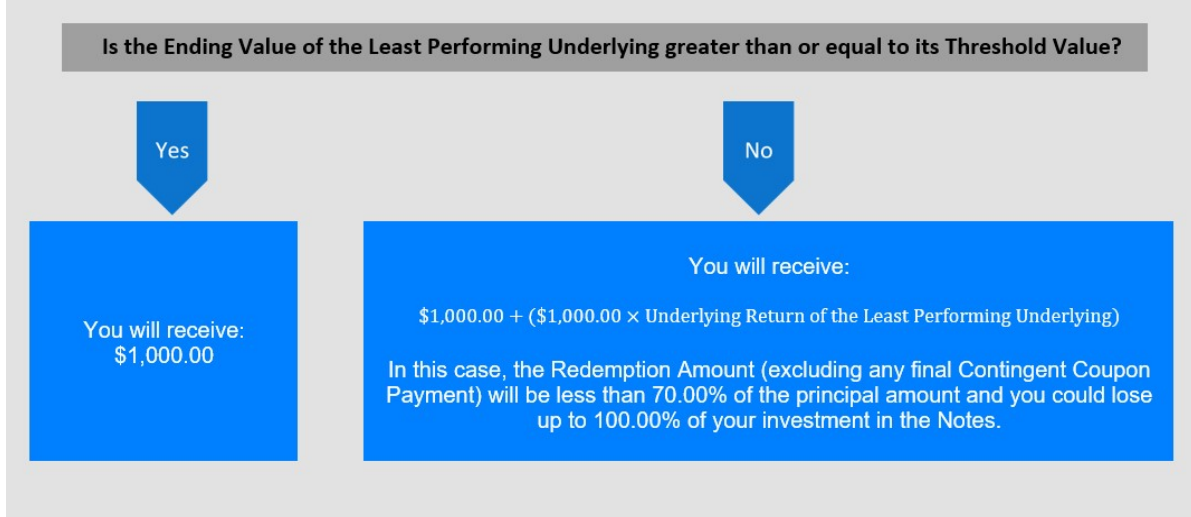 Is the Ending Value of the Least Performing Underlying greater than or equal to its Threshold Value?
Yes
No
You will receive:
$1,000.00
You will receive:
$1,000.00 + ($1,000.00 × Underlying Return of the Least Performing Underlying)
In this case, the Redemption Amount (excluding any final Contingent Coupon
Payment) will be less than 70.00% of the principal amount and you could lose
up to 100.00% of your investment in the Notes.